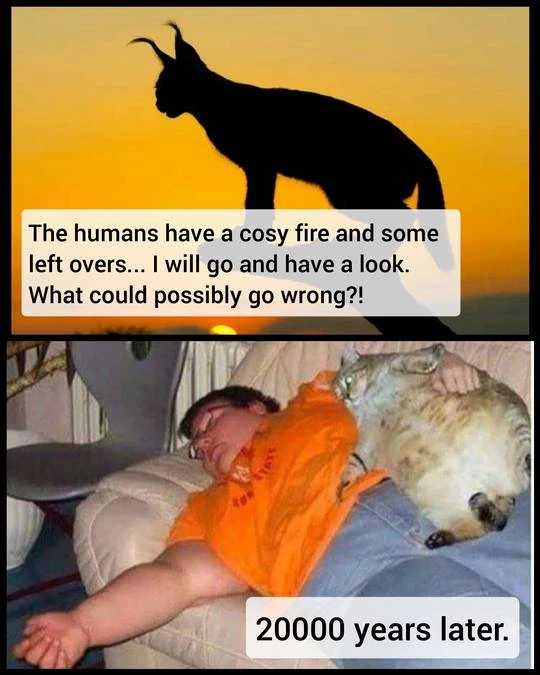 The humans have a cosy fire and some
left overs... I will go and have a look.
What could possibly go wrong?!
20000 years later.